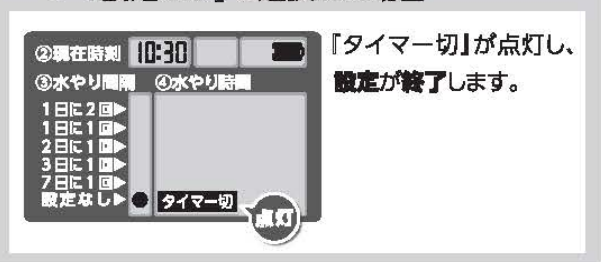 ②現在時刻 10:30
③水やり間隔 ④水やり時間
1日に2回▶
1日に1回▶
2日に1回▶
3日に1回▶
7日に1回▶
設定なし▶ ● タイマー切
点灯
『タイマー切』が点灯し、
設定が終了します。